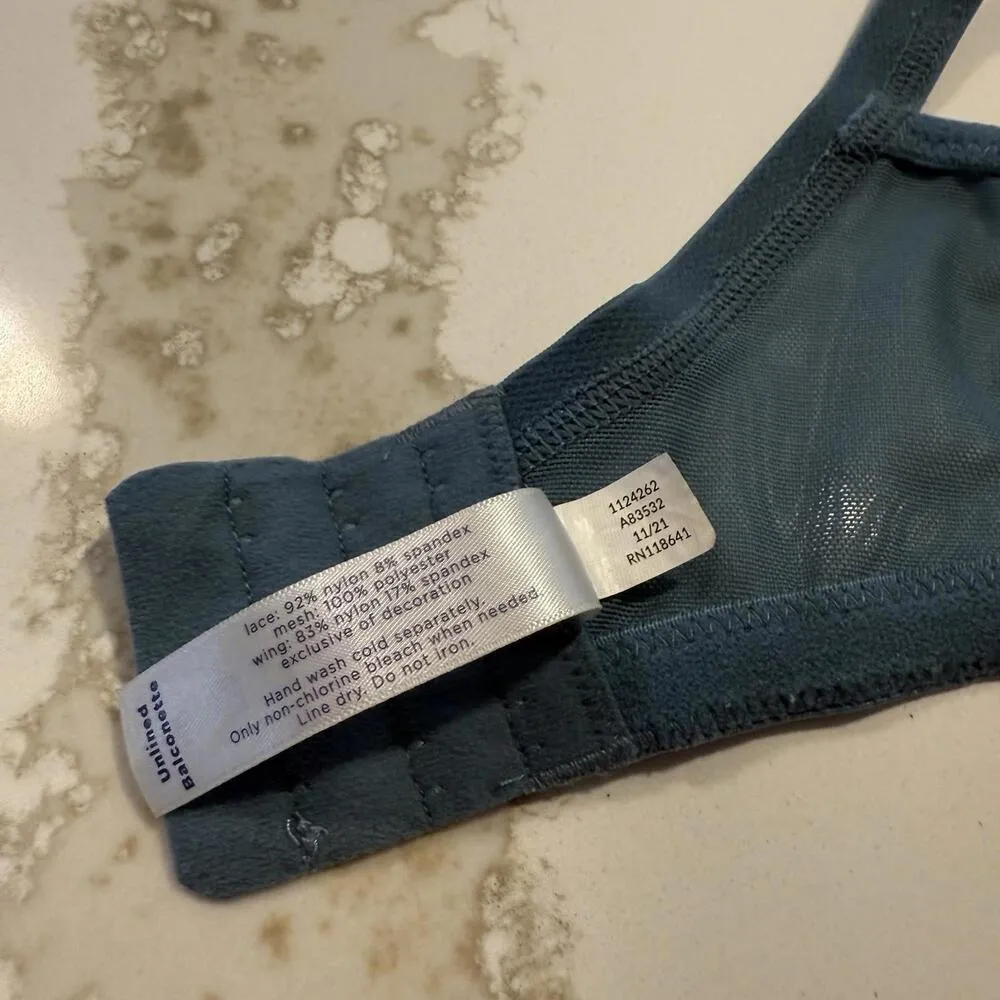 lace: 92% nylon 8% spandex
mesh: 100% polyester
wing: 83% nylon 17% spandex
exclusive of decoration
Hand wash cold separately
Only non-chlorine bleach when needed
Line dry. Do not iron.
Unlined
Balconette
1124262
A83532
11/21
RN118641